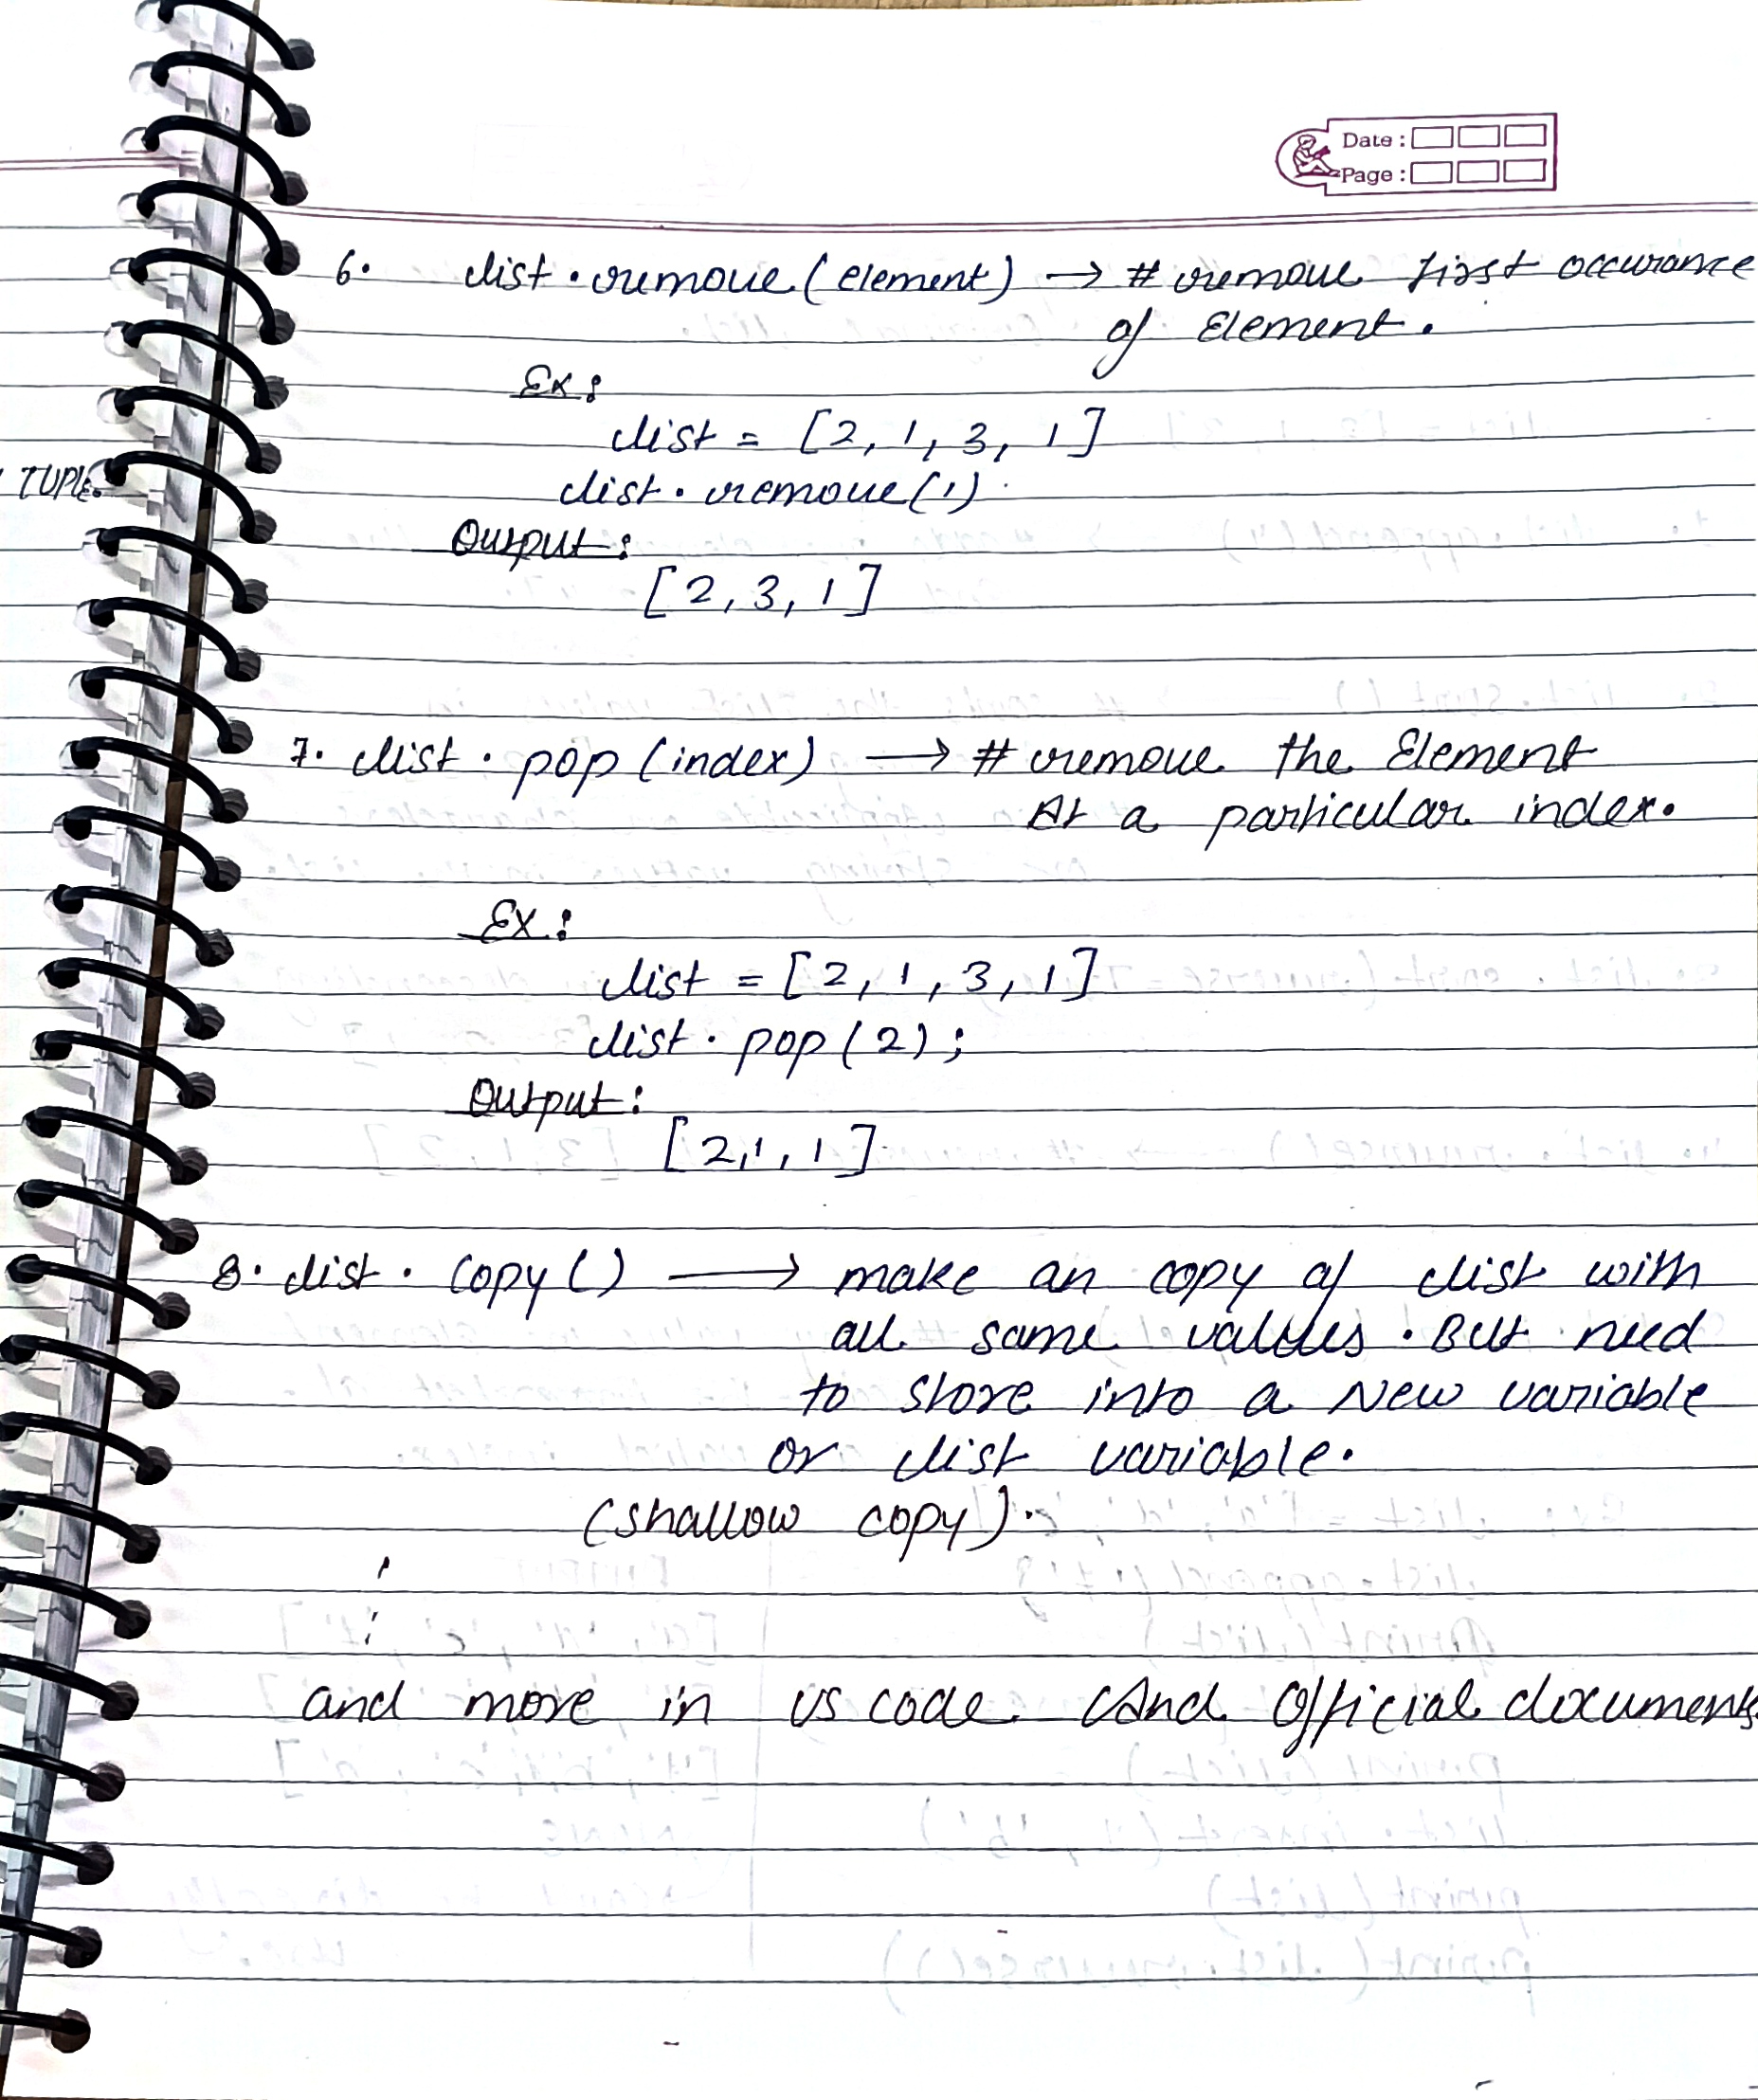 Date :
Page :
6. list.remove(element) → # remove first occurance
of Element.
Ex:
list = [2, 1, 3, 1]
TUPLE.
list.remove(1)
Output:
[2, 3, 1]
7. list.pop(index) → # remove the Element
At a particular index.
Ex:
list = [2, 1, 3, 1]
list.pop(2);
Output:
[2, 1, 1]
8. list.copy() → make an copy of list with
all same values. But need
to store into a New variable
or list variable.
(shallow copy).
and more in vs code And Official documents.